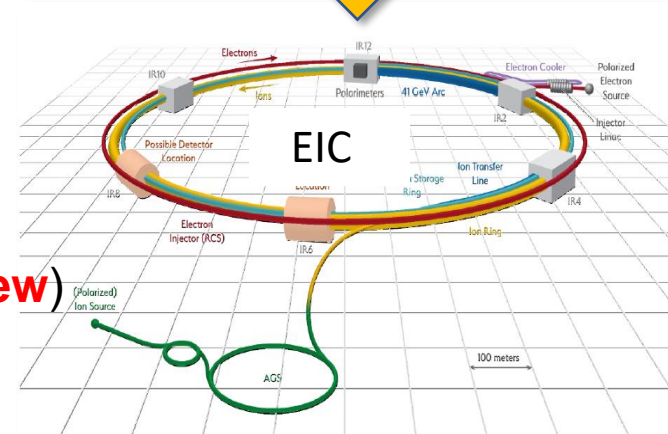 IR12
Electrons
Ions
IR10
Polarimeters
41 GeV Arc
Electron Cooler
Polarized
Electron
Source
IR2
Injector
Linac
EIC
Possible Detector
Location
Location
Storage
Ring
Ion Transfer
Line
IR8
IR4
Electron
Injector (RCS)
Ion Ring
IR6
ew)
(Polarized)
Ion Source
AGS
100 meters